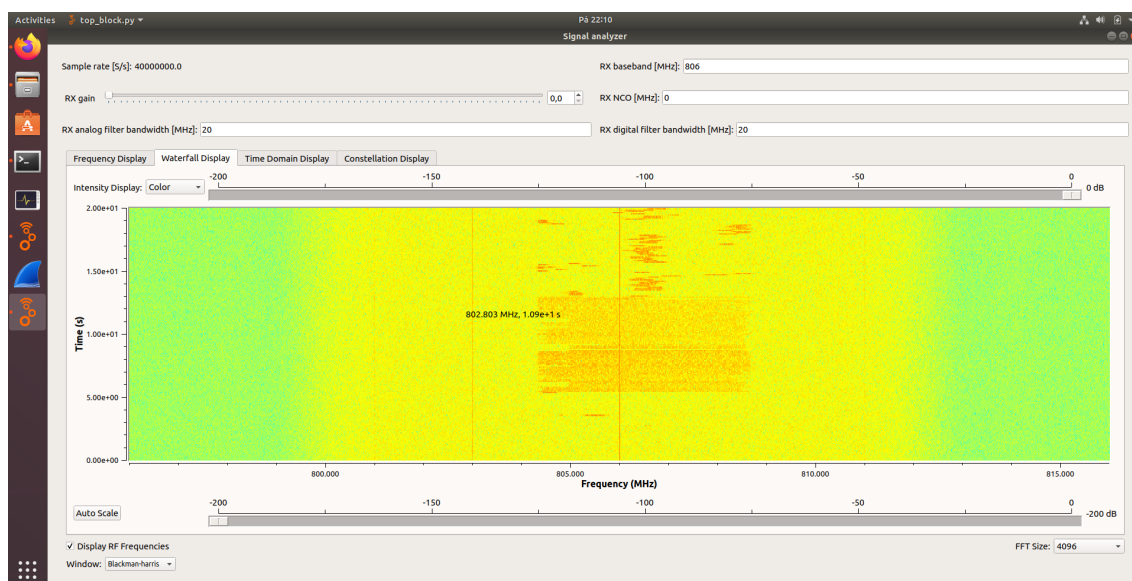 Activities top_block.py
Pá 22:10
Signal analyzer
Sample rate [S/s]: 40000000.0
RX baseband [MHz]: 806
RX gain 0,0
RX NCO [MHz]: 0
RX analog filter bandwidth [MHz]: 20
RX digital filter bandwidth [MHz]: 20
Frequency Display Waterfall Display Time Domain Display Constellation Display
-200 -150 -100 -50 0
Intensity Display: Color 0 dB
2.00e+01
1.50e+01
802.803 MHz, 1.09e+1 s
1.00e+01
Time (s)
5.00e+00
0.00e+00
800.000 805.000 810.000 815.000
Frequency (MHz)
-200 -150 -100 -50 0
Auto Scale -200 dB
Display RF Frequencies
FFT Size: 4096
Window: Blackman-harris